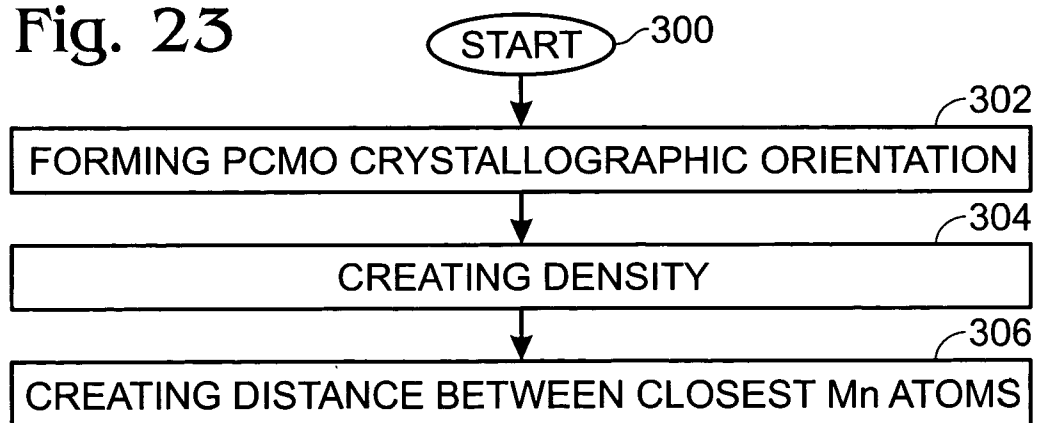 Fig. 23
START
300
302
FORMING PCMO CRYSTALLOGRAPHIC ORIENTATION
304
CREATING DENSITY
306
CREATING DISTANCE BETWEEN CLOSEST Mn ATOMS